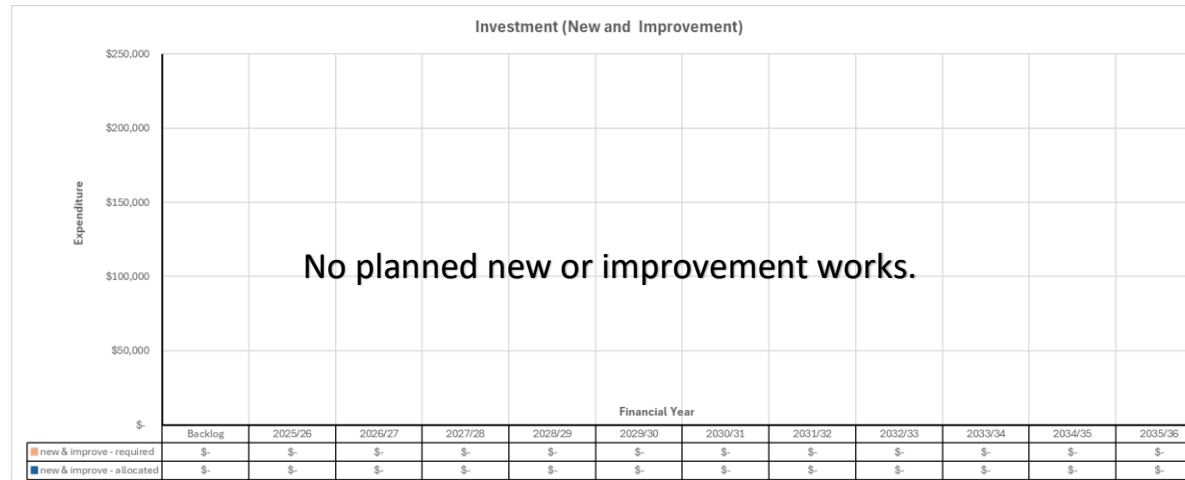 Investment (New and Improvement)
$250,000
$200,000
$150,000
$100,000
$50,000
$-
Expenditure
No planned new or improvement works.
Financial Year
Backlog 2025/26 2026/27 2027/28 2028/29 2029/30 2030/31 2031/32 2032/33 2033/34 2034/35 2035/36
new & improve - required $- $- $- $- $- $- $- $- $- $- $- $-
new & improve - allocated $- $- $- $- $- $- $- $- $- $- $- $-